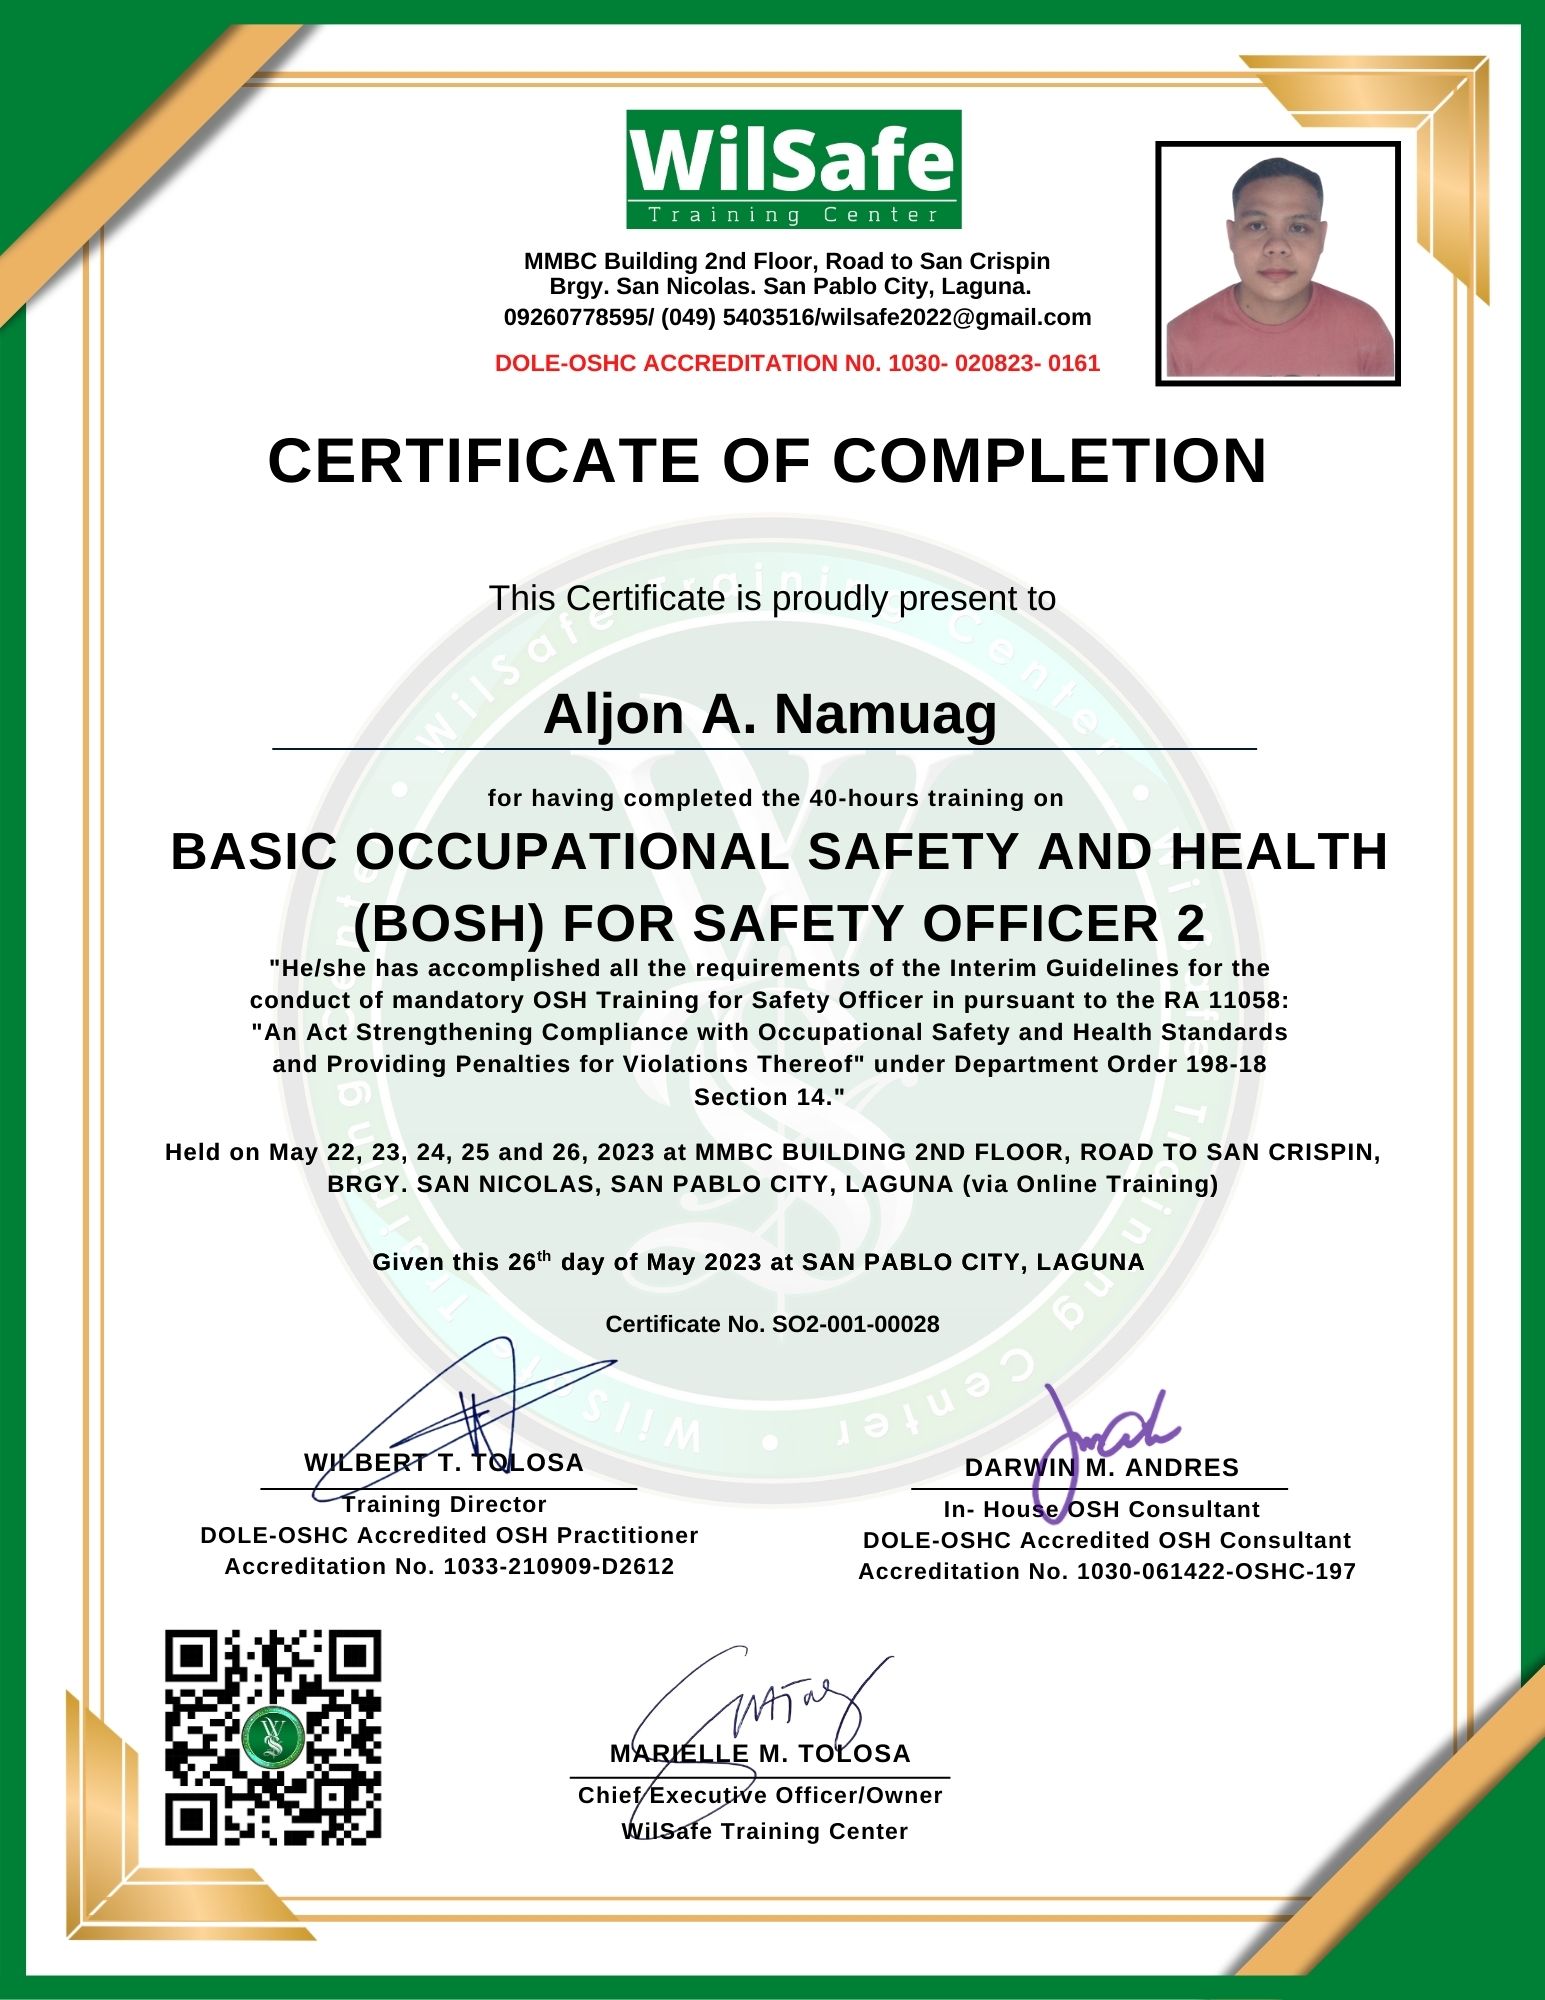 WilSafe
Training Center
MMBC Building 2nd Floor, Road to San Crispin
Brgy. San Nicolas. San Pablo City, Laguna.
09260778595/ (049) 5403516/wilsafe2022@gmail.com
DOLE-OSHC ACCREDITATION N0. 1030- 020823- 0161
CERTIFICATE OF COMPLETION
This Certificate is proudly present to
Aljon A. Namuag
for having completed the 40-hours training on
BASIC OCCUPATIONAL SAFETY AND HEALTH
(BOSH) FOR SAFETY OFFICER 2
"He/she has accomplished all the requirements of the Interim Guidelines for the
conduct of mandatory OSH Training for Safety Officer in pursuant to the RA 11058:
"An Act Strengthening Compliance with Occupational Safety and Health Standards
and Providing Penalties for Violations Thereof" under Department Order 198-18
Section 14."
Held on May 22, 23, 24, 25 and 26, 2023 at MMBC BUILDING 2ND FLOOR, ROAD TO SAN CRISPIN,
BRGY. SAN NICOLAS, SAN PABLO CITY, LAGUNA (via Online Training)
Given this 26th day of May 2023 at SAN PABLO CITY, LAGUNA
Certificate No. SO2-001-00028
WILBERT T. TOLOSA
Training Director
DOLE-OSHC Accredited OSH Practitioner
Accreditation No. 1033-210909-D2612
DARWIN M. ANDRES
In- House OSH Consultant
DOLE-OSHC Accredited OSH Consultant
Accreditation No. 1030-061422-OSHC-197
MARIELLE M. TOLOSA
Chief Executive Officer/Owner
WilSafe Training Center
WilSafe Training Center • WilSafe Training Center • WilSafe Training Center •